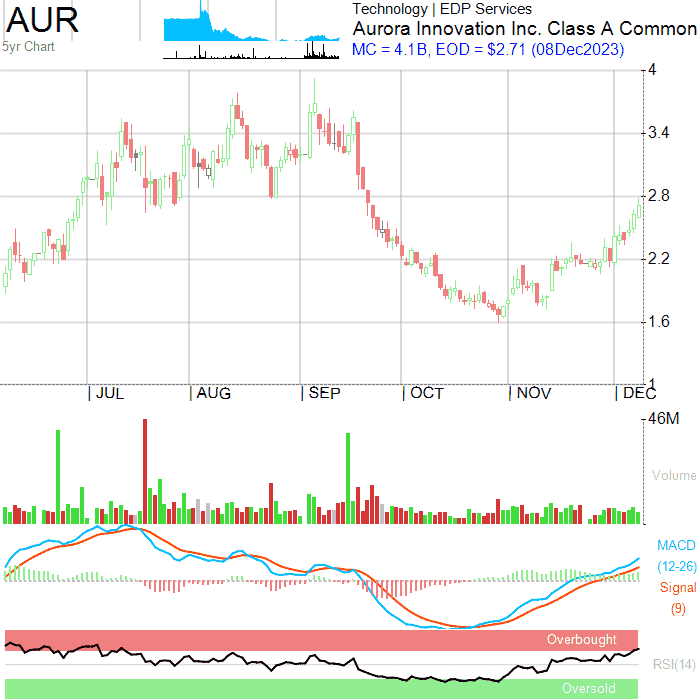 AUR
5yr Chart
Technology | EDP Services
Aurora Innovation Inc. Class A Common
MC = 4.1B, EOD = $2.71 (08Dec2023)
4
3.4
2.8
2.2
1.6
1
JUL AUG SEP OCT NOV DEC
46M
Volume
MACD
(12-26)
Signal
(9)
Overbought
RSI(14)
Oversold